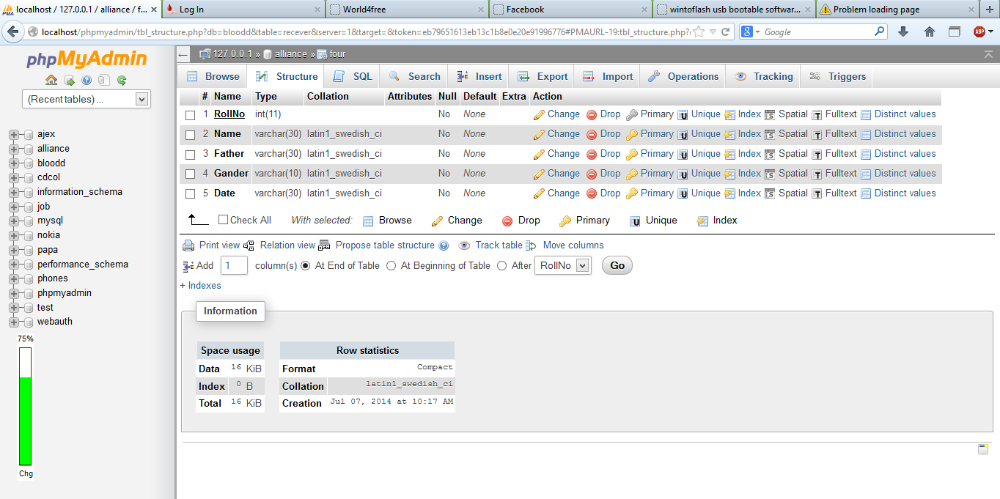 localhost / 127.0.0.1 / alliance / f... × Log In × World4free × Facebook × wintoflash usb bootable softwar... × Problem loading page ×
localhost/phpmyadmin/tbl_structure.php?db=bloodd&table=recever&server=1&target=&token=eb79651613eb13c1b8e0e20e91996776#PMAURL-19:tbl_structure.php? Google ABP
phpMyAdmin
(Recent tables) ...
ajex
alliance
bloodd
cdcol
information_schema
job
mysql
nokia
papa
performance_schema
phones
phpmyadmin
test
webauth
75%
Chg
127.0.0.1 » alliance » four
Browse Structure SQL Search Insert Export Import Operations Tracking Triggers
# Name Type Collation Attributes Null Default Extra Action
1 RollNo int(11) No None Change Drop Primary Unique Index Spatial Fulltext Distinct values
2 Name varchar(30) latin1_swedish_ci No None Change Drop Primary Unique Index Spatial Fulltext Distinct values
3 Father varchar(30) latin1_swedish_ci No None Change Drop Primary Unique Index Spatial Fulltext Distinct values
4 Gander varchar(10) latin1_swedish_ci No None Change Drop Primary Unique Index Spatial Fulltext Distinct values
5 Date varchar(30) latin1_swedish_ci No None Change Drop Primary Unique Index Spatial Fulltext Distinct values
Check All With selected: Browse Change Drop Primary Unique Index
Print view Relation view Propose table structure Track table Move columns
Add 1 column(s) At End of Table At Beginning of Table After RollNo Go
+ Indexes
Information
Space usage
Data 16 KiB
Index 0 B
Total 16 KiB
Row statistics
Format Compact
Collation latin1_swedish_ci
Creation Jul 07, 2014 at 10:17 AM